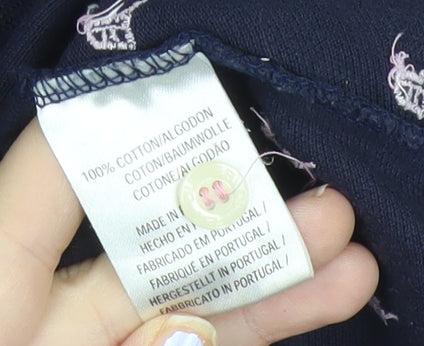 100% COTTON/ALGODON
COTON/BAUMWOLLE
COTONE/ALGODÃO
MADE IN
HECHO EN
FABRICADO EM PORTUGAL/
FABRIQUE EN PORTUGAL/
HERGESTELLT IN PORTUGAL/
FABBRICATO IN PORTUGAL/